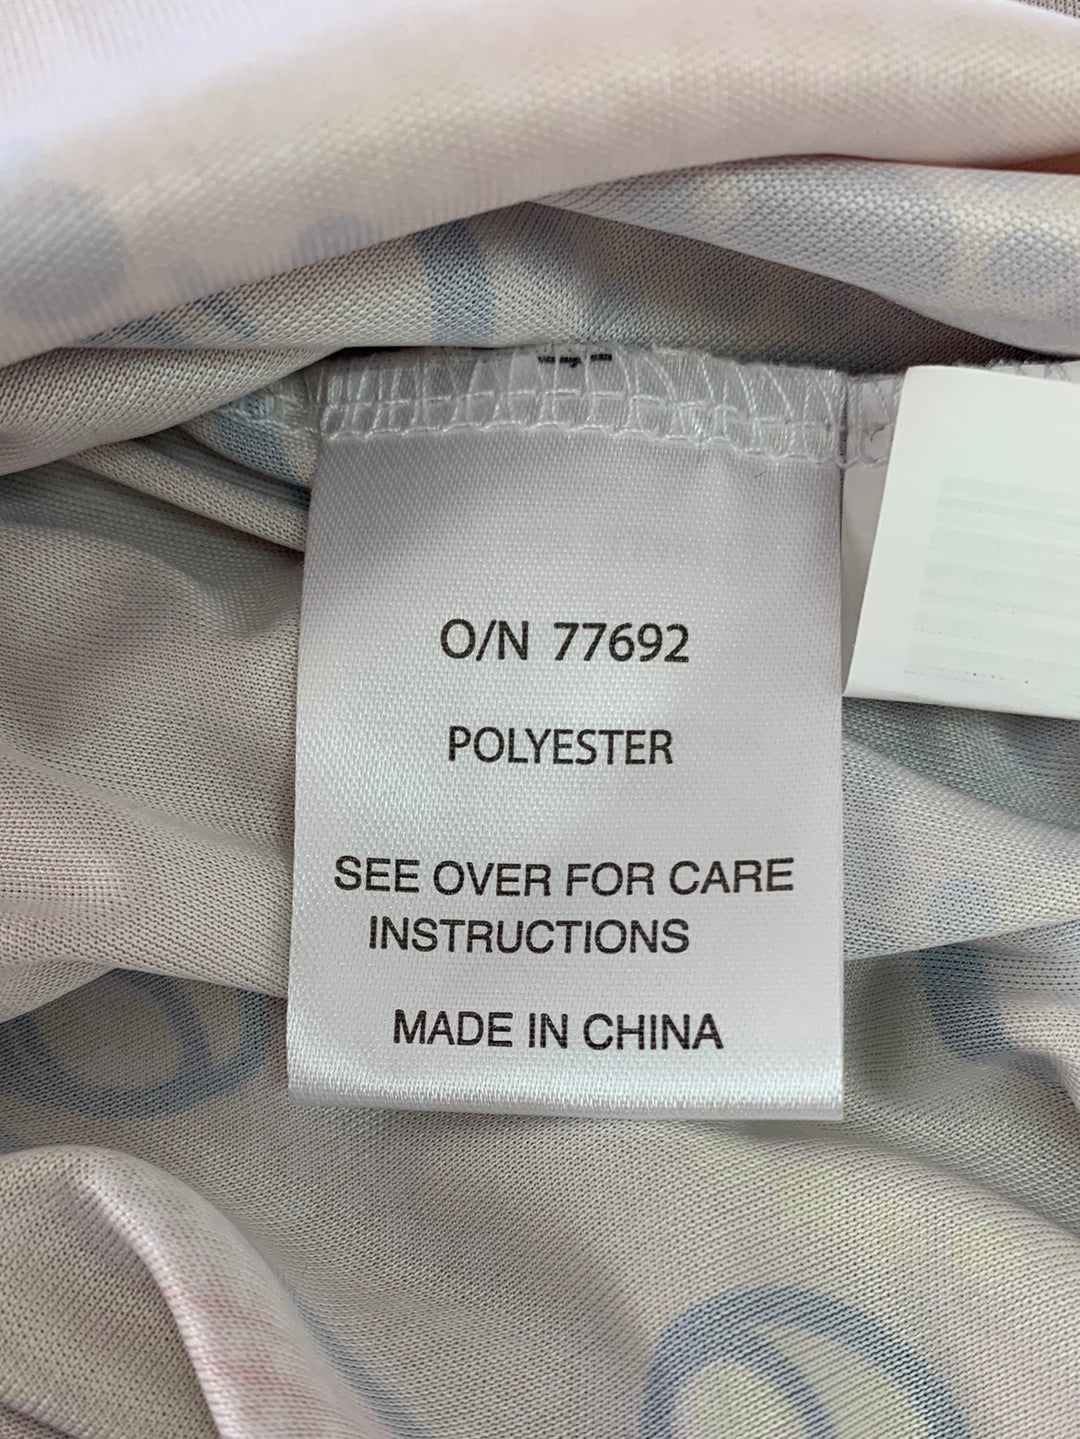 O/N 77692
POLYESTER
SEE OVER FOR CARE
INSTRUCTIONS
MADE IN CHINA